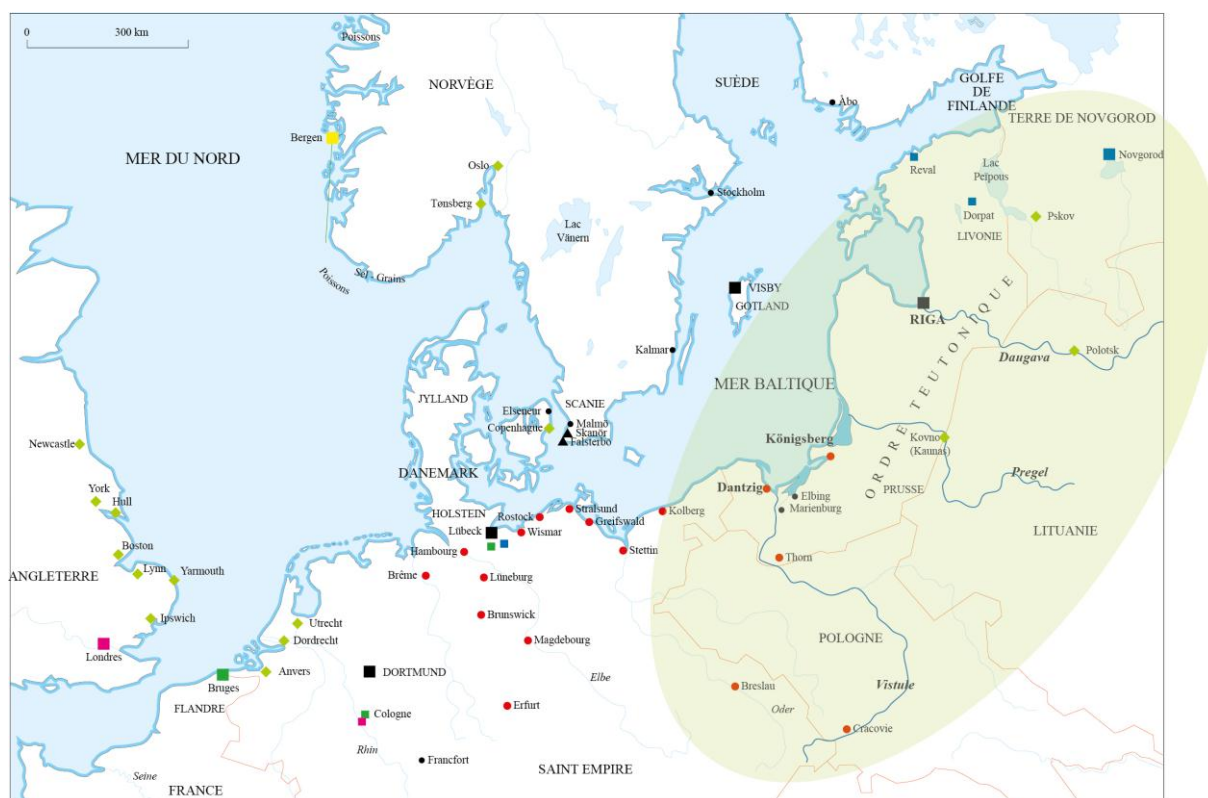 0 300 km
Poissons
NORVÈGE
SUÈDE
GOLFE
DE
FINLANDE
Åbo
TERRE DE NOVGOROD
Bergen
MER DU NORD
Oslo
Reval
Lac
Peïpous
Novgorod
Tønsberg
Stockholm
Dorpat
Pskov
LIVONIE
Lac
Vänern
Poissons
Sel - Grains
VISBY
GOTLAND
RIGA
ORDRE TEUTONIQUE
Daugava
Polotsk
Kalmar
MER BALTIQUE
JYLLAND
SCANIE
Elseneur
Copenhague
Malmö
Skanör
Falsterbo
Newcastle
Königsberg
Kovno
(Kaunas)
Pregel
DANEMARK
Dantzig
PRUSSE
York
Hull
Elbing
Marienburg
HOLSTEIN
Lübeck
Rostock
Stralsund
Greifswald
Wismar
Kolberg
LITUANIE
Boston
Hambourg
Stettin
Thorn
ANGLETERRE
Lynn
Yarmouth
Brême
Lüneburg
Ipswich
Utrecht
Brunswick
Dordrecht
Magdebourg
POLOGNE
Londres
Bruges
Anvers
DORTMUND
Elbe
Breslau
Vistule
FLANDRE
Cologne
Erfurt
Oder
Cracovie
Rhin
Francfort
SAINT EMPIRE
Seine
FRANCE